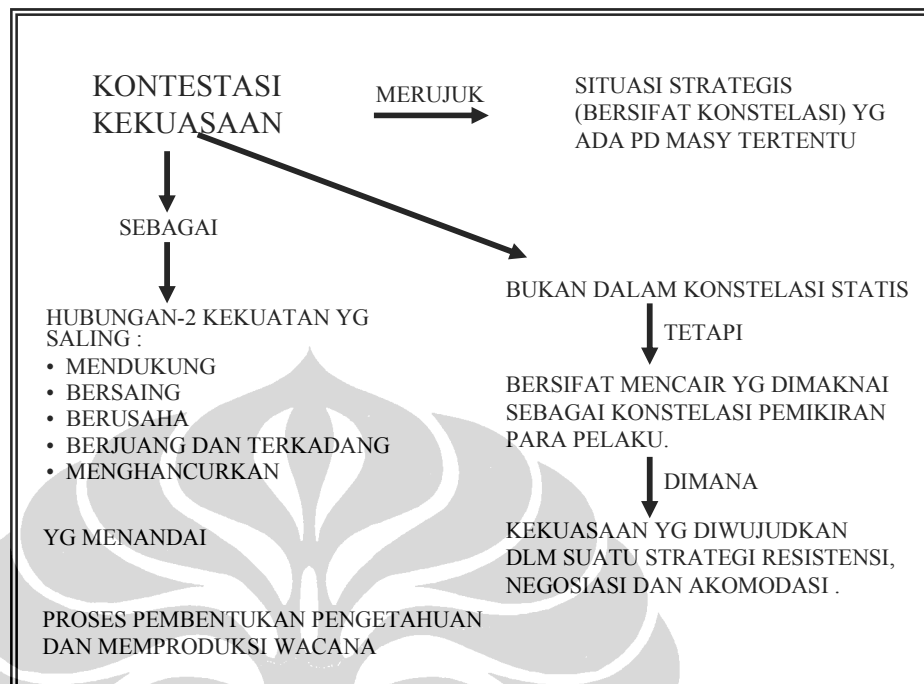 KONTESTASI
KEKUASAAN
MERUJUK
SITUASI STRATEGIS
(BERSIFAT KONSTELASI) YG
ADA PD MASY TERTENTU
SEBAGAI
HUBUNGAN-2 KEKUATAN YG
SALING :
• MENDUKUNG
• BERSAING
• BERUSAHA
• BERJUANG DAN TERKADANG
• MENGHANCURKAN
YG MENANDAI
PROSES PEMBENTUKAN PENGETAHUAN
DAN MEMPRODUKSI WACANA
BUKAN DALAM KONSTELASI STATIS
TETAPI
BERSIFAT MENCAIR YG DIMAKNAI
SEBAGAI KONSTELASI PEMIKIRAN
PARA PELAKU.
DIMANA
KEKUASAAN YG DIWUJUDKAN
DLM SUATU STRATEGI RESISTENSI,
NEGOSIASI DAN AKOMODASI .